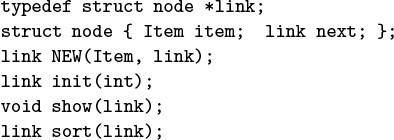 typedef struct node *link;
struct node { Item item;  link next; };
link NEW(Item, link);
link init(int);
void show(link);
link sort(link);